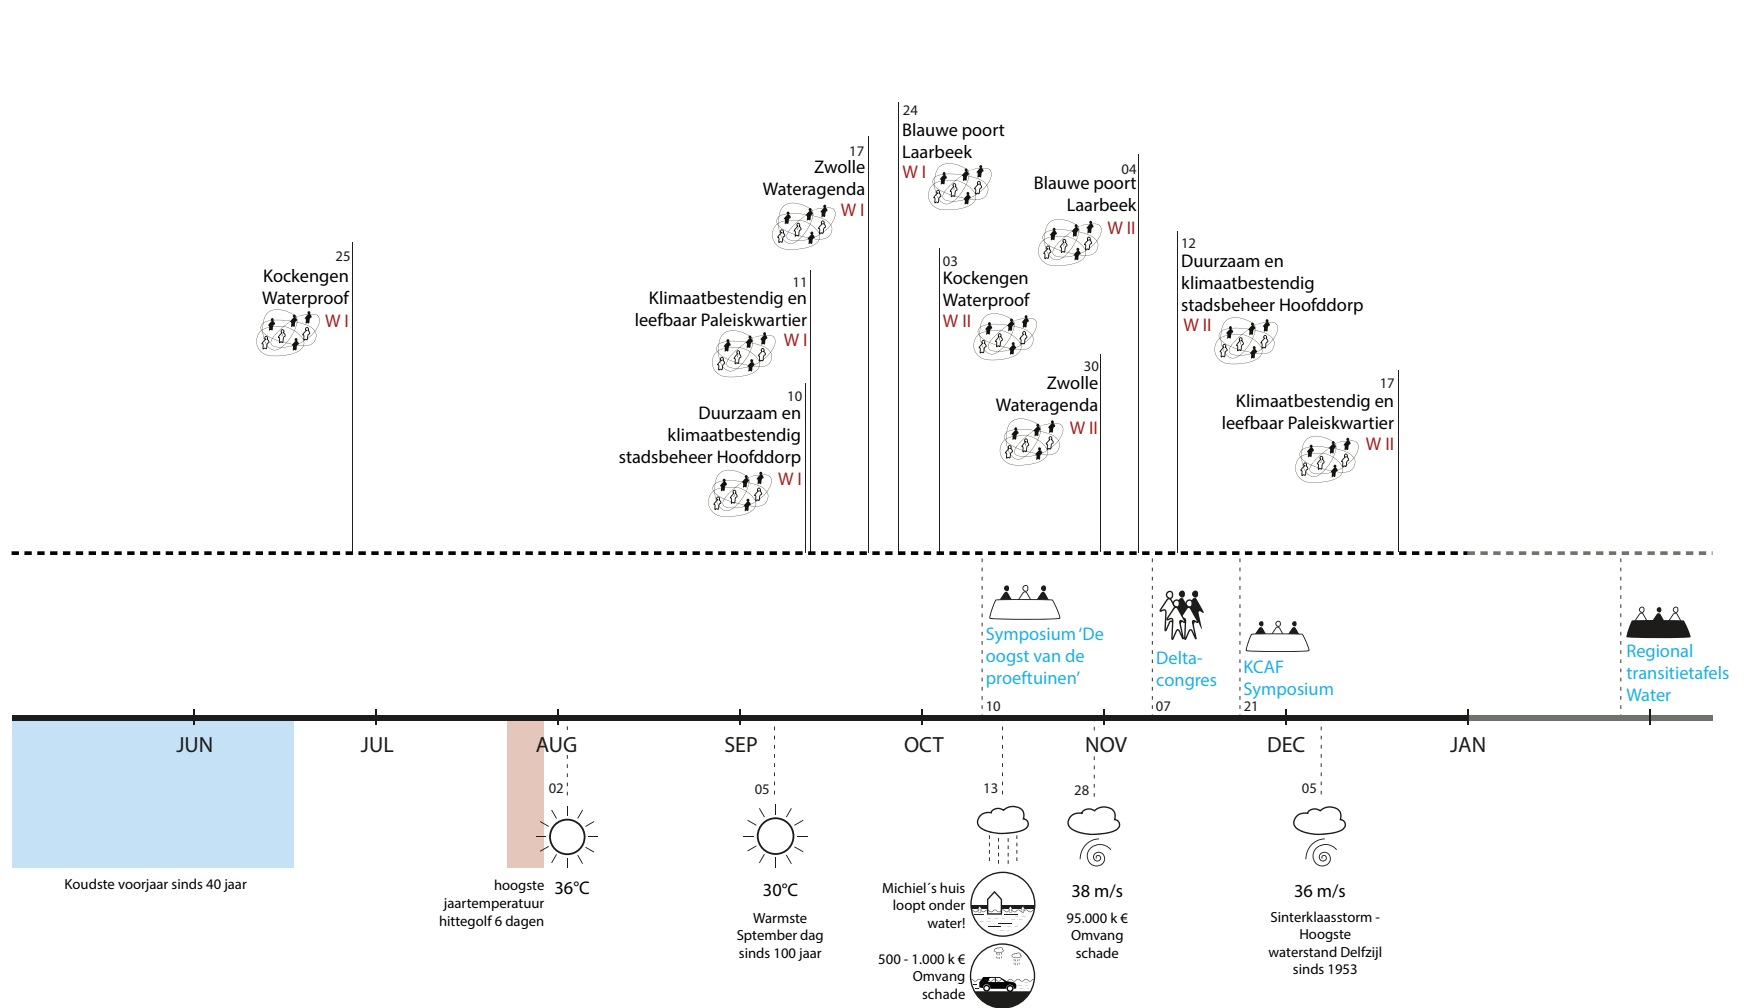 24
Blauwe poort
Laarbeek
W I
17
Zwolle
Wateragenda
W I
04
Blauwe poort
Laarbeek
W II
25
Kockengen
Waterproof
W I
11
Klimaatbestendig en
leefbaar Paleiskwartier
W I
03
Kockengen
Waterproof
W II
12
Duurzaam en
klimaatbestendig
stadsbeheer Hoofddorp
W II
10
Duurzaam en
klimaatbestendig
stadsbeheer Hoofddorp
W I
30
Zwolle
Wateragenda
W II
17
Klimaatbestendig en
leefbaar Paleiskwartier
W II
Symposium ‘De
oogst van de
proeftuinen’
10
Delta-
congres
07
KCAF
Symposium
21
Regional
transitietafels
Water
JUN
JUL
AUG
SEP
OCT
NOV
DEC
JAN
Koudste voorjaar sinds 40 jaar
hoogste
jaartemperatuur
hittegolf 6 dagen
02
36°C
05
30°C
Warmste
Sptember dag
sinds 100 jaar
13
Michiel´s huis
loopt onder
water!
500 - 1.000 k €
Omvang
schade
28
38 m/s
95.000 k €
Omvang
schade
05
36 m/s
Sinterklaasstorm -
Hoogste
waterstand Delfzijl
sinds 1953